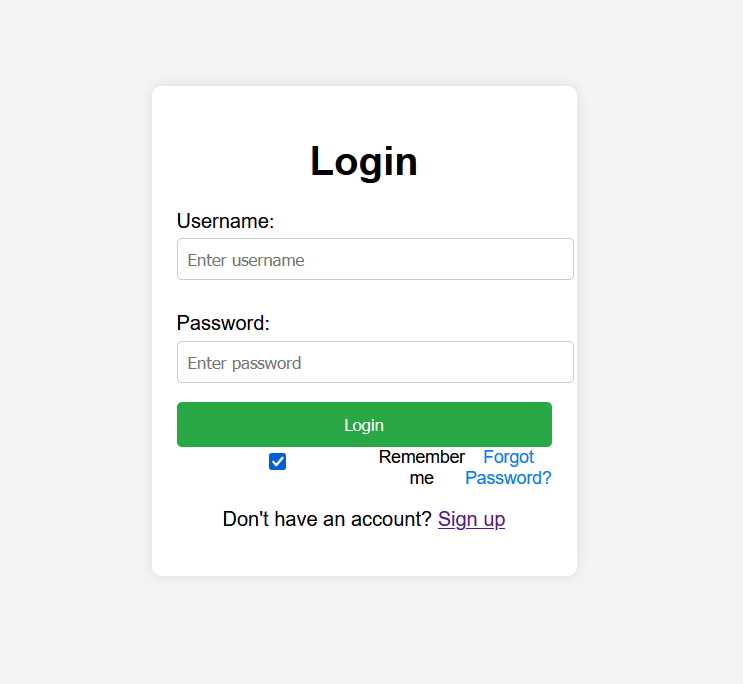 Login
Username:
Enter username
Password:
Enter password
Login
Remember
me
Forgot
Password?
Don't have an account? Sign up